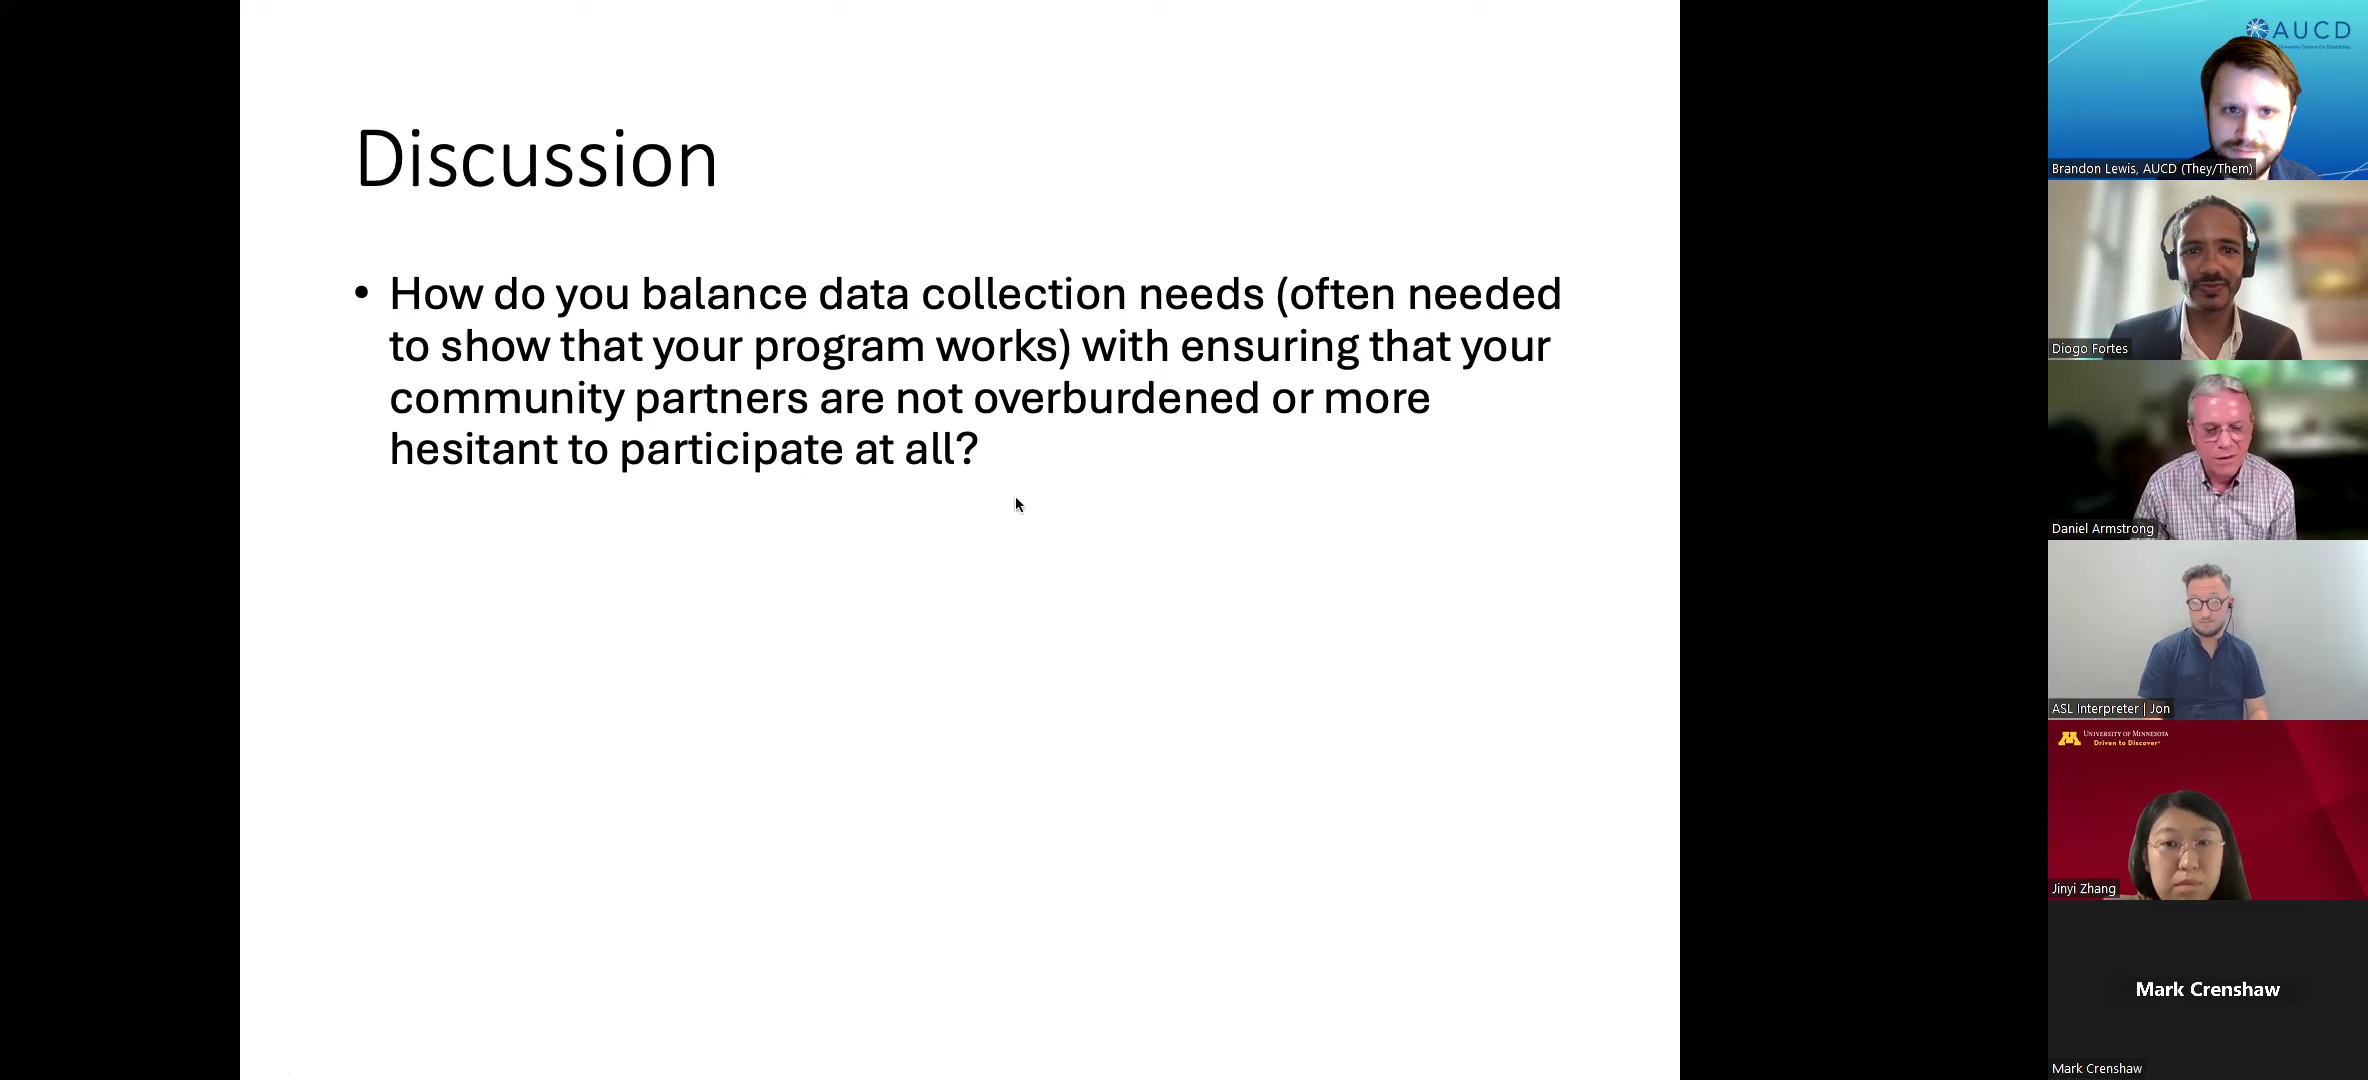 Discussion
• How do you balance data collection needs (often needed
to show that your program works) with ensuring that your
community partners are not overburdened or more
hesitant to participate at all?
AUCD
Brandon Lewis, AUCD (They/Them)
Diogo Fortes
Daniel Armstrong
ASL Interpreter | Jon
UNIVERSITY OF MINNESOTA
Driven to Discover
Jinyi Zhang
Mark Crenshaw
Mark Crenshaw